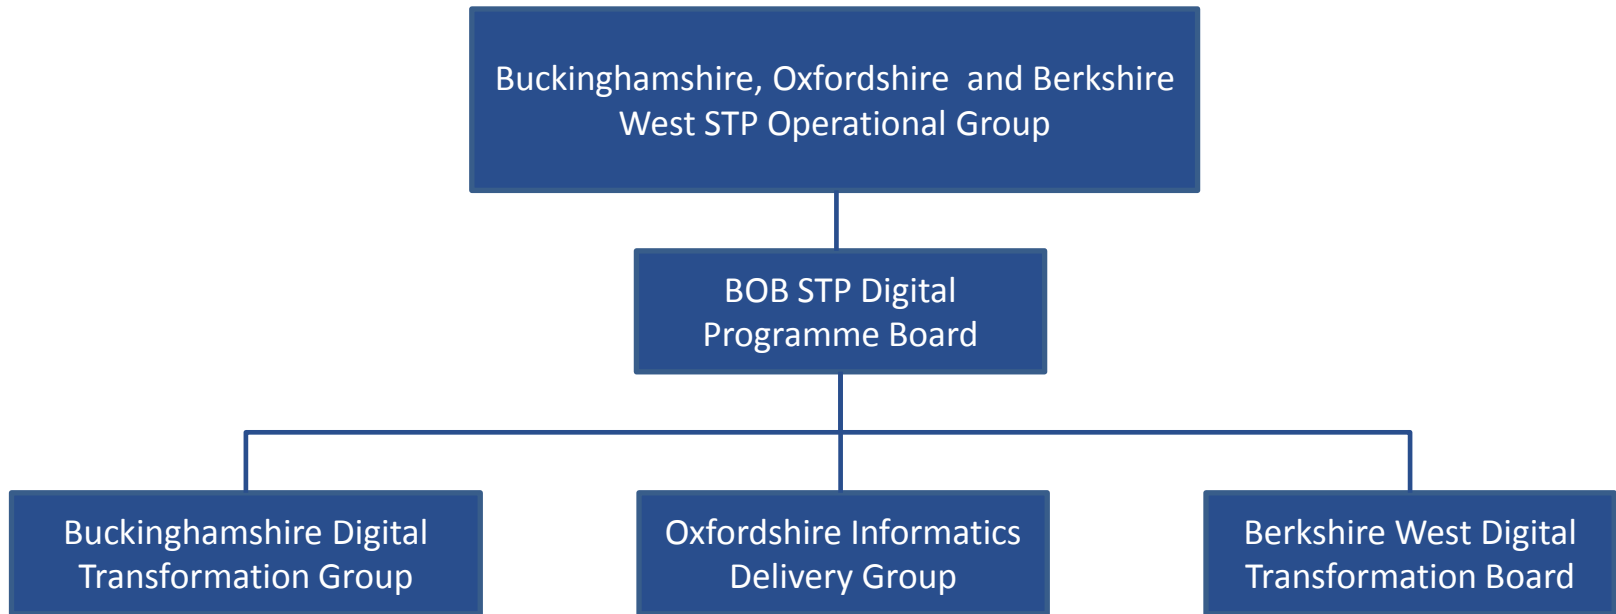 Buckinghamshire, Oxfordshire  and Berkshire
West STP Operational Group
BOB STP Digital
Programme Board
Buckinghamshire Digital
Transformation Group
Oxfordshire Informatics
Delivery Group
Berkshire West Digital
Transformation Board